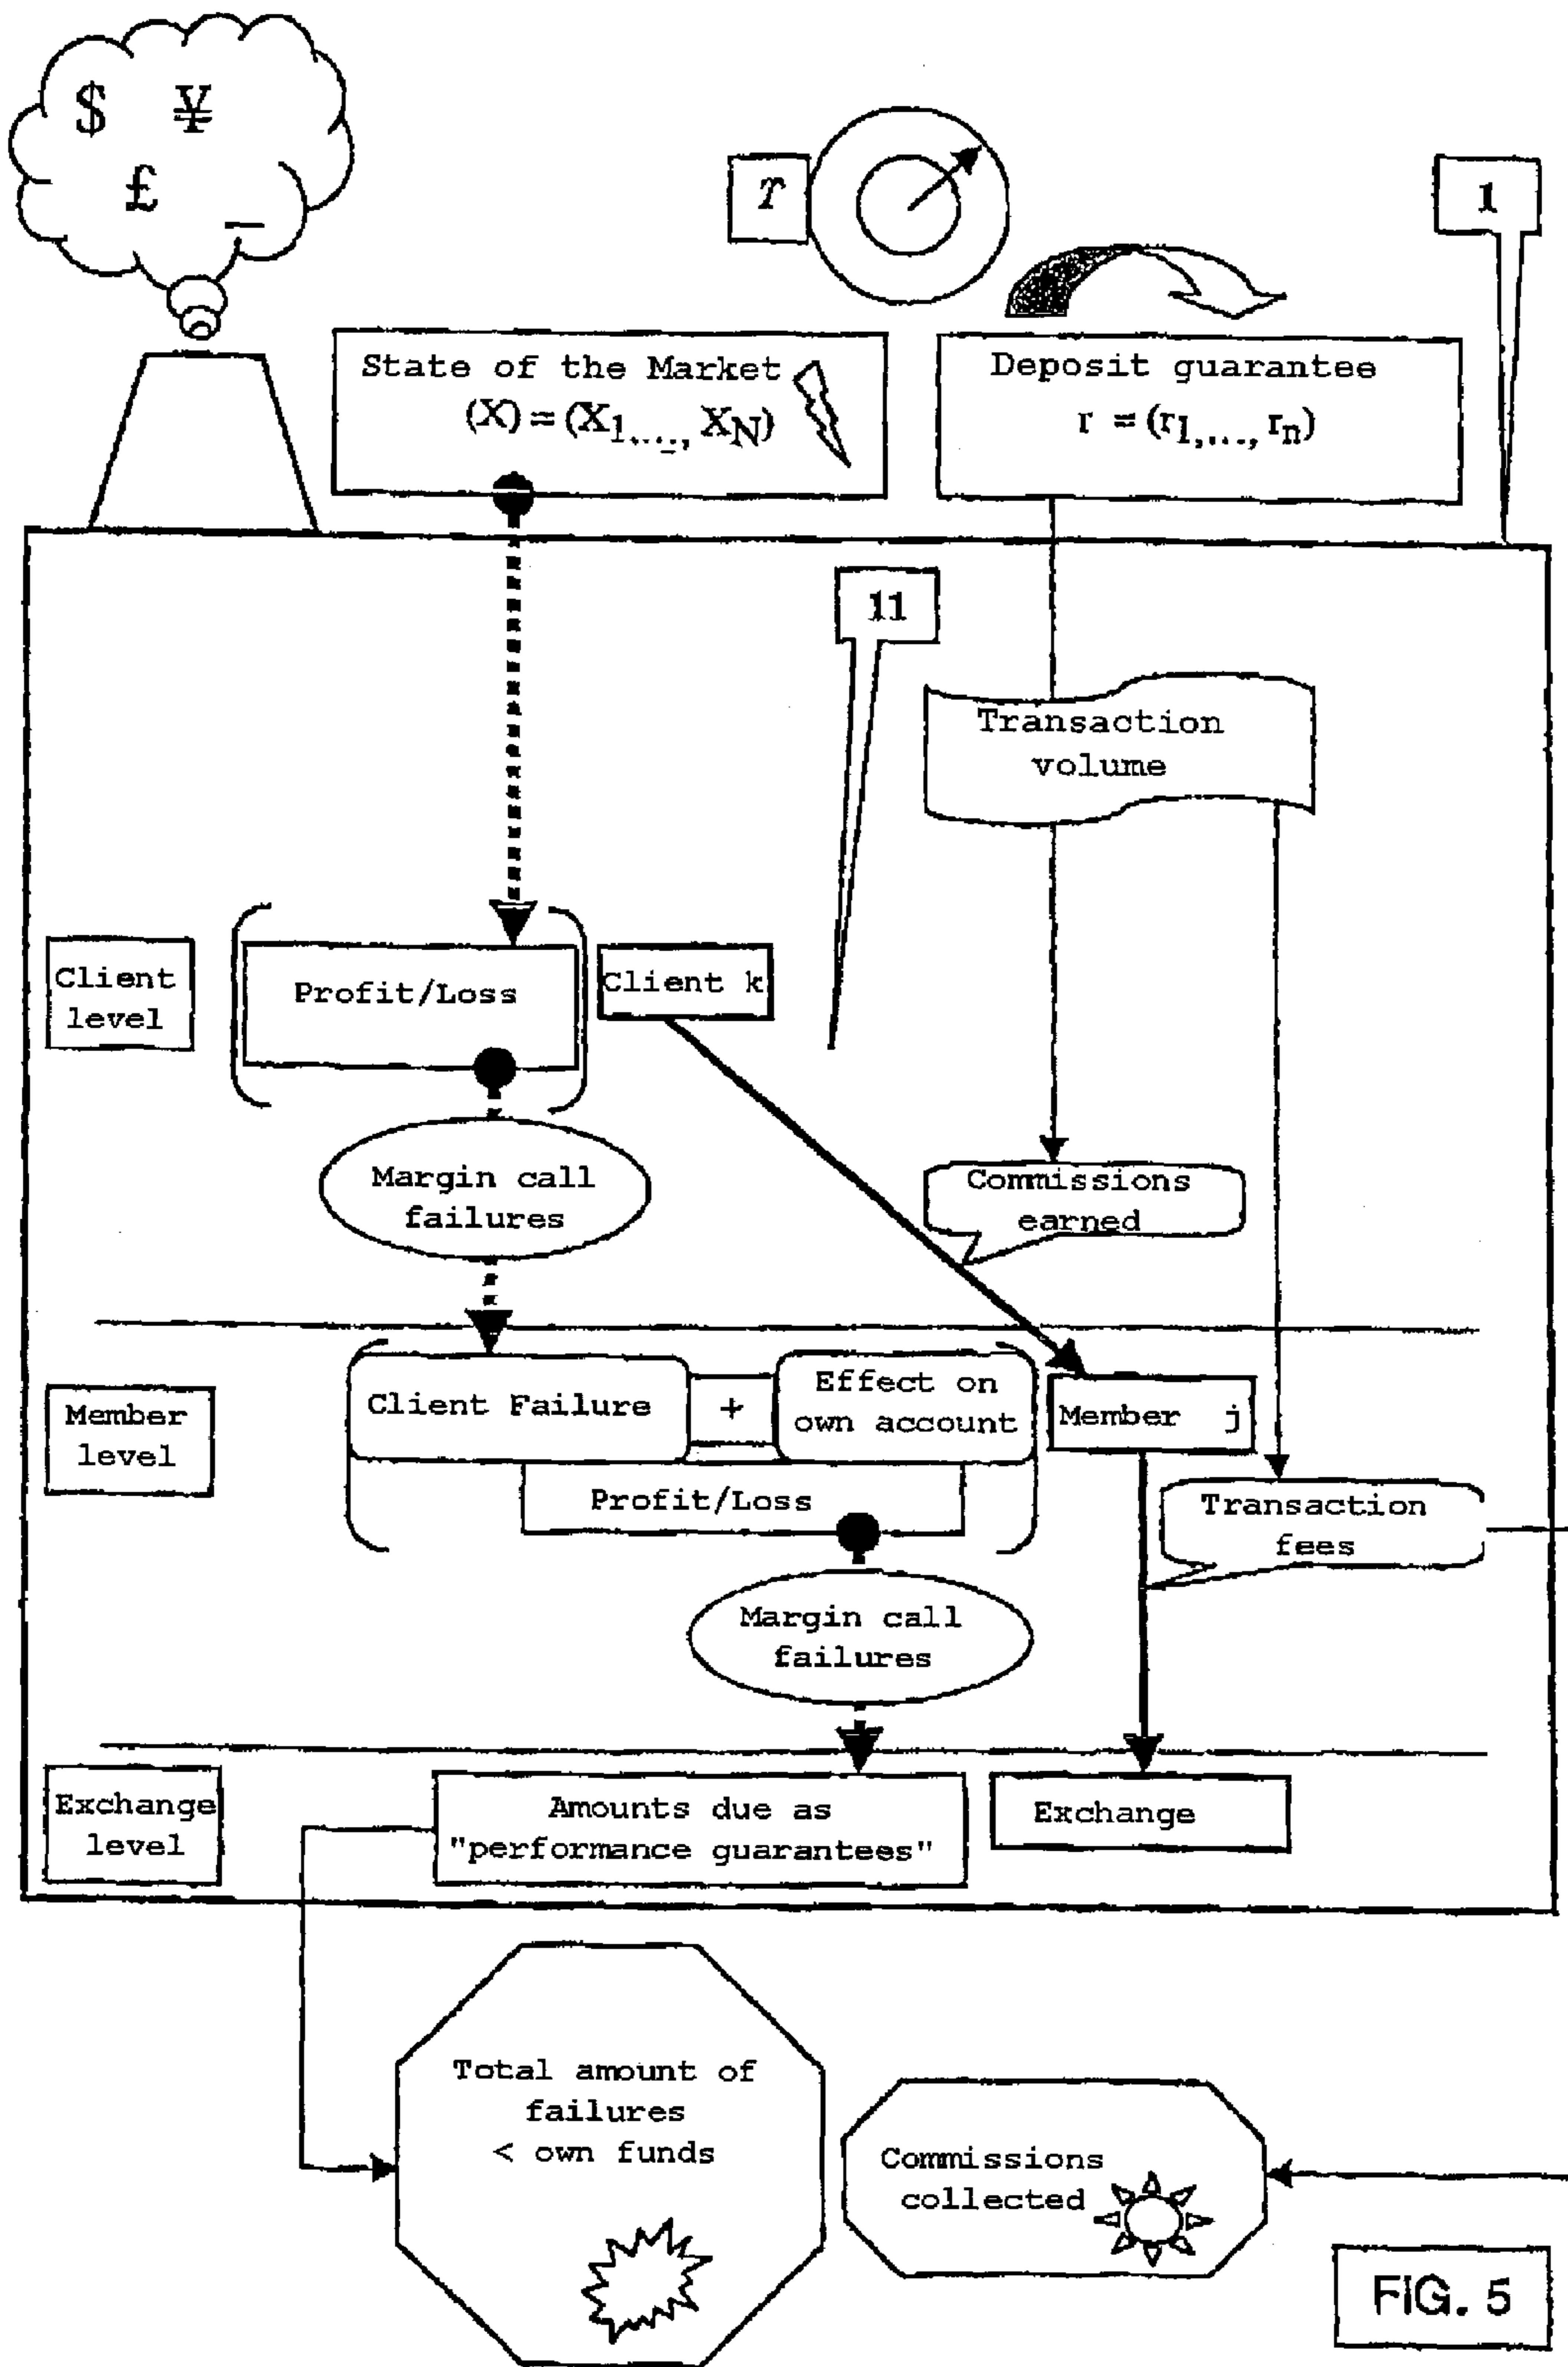 $ ¥
£
r
1
State of the Market
(X) = (X1,..., XN)
Deposit guarantee
r = (r1,..., rn)
11
Transaction
volume
Client
level
Profit/Loss
Client k
Margin call
failures
Commissions
earned
Member
level
Client Failure
+
Effect on
own account
Member j
Profit/Loss
Transaction
fees
Margin call
failures
Exchange
level
Amounts due as
"performance guarantees"
Exchange
Total amount of
failures
< own funds
Commissions
collected
FIG. 5